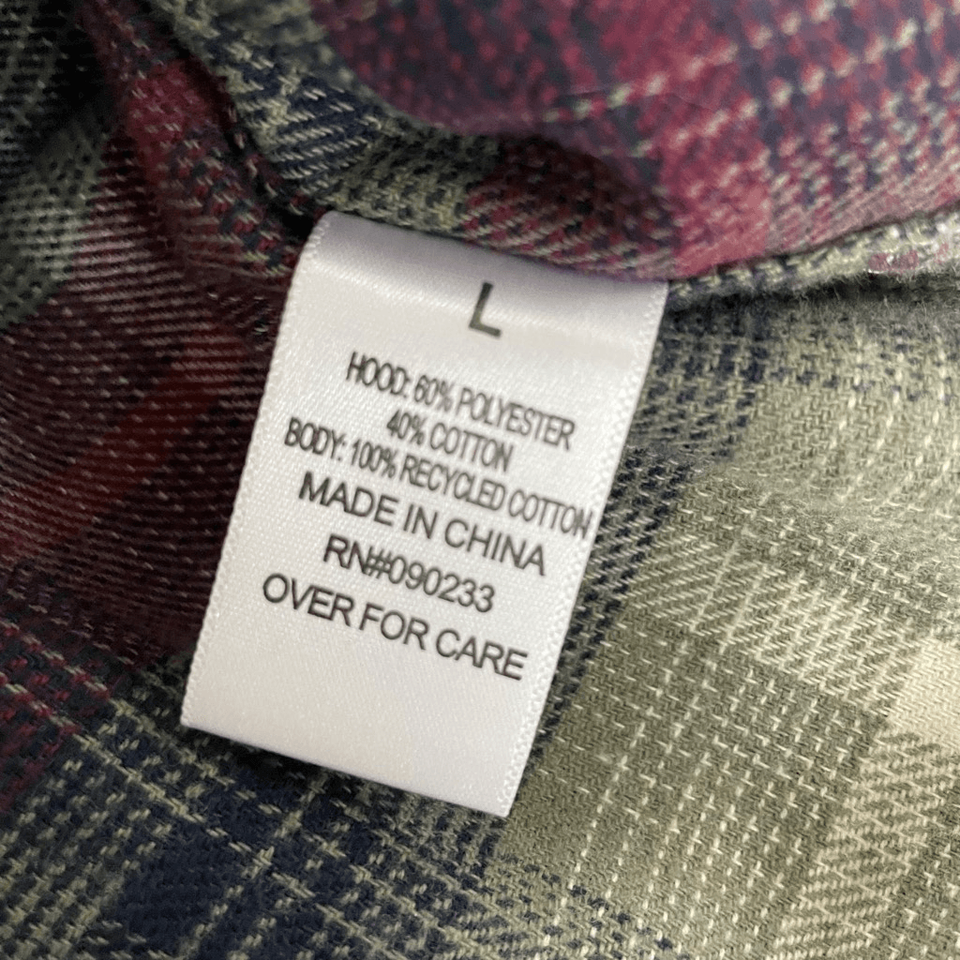 L
HOOD: 60% POLYESTER
40% COTTON
BODY: 100% RECYCLED COTTON
MADE IN CHINA
RN#090233
OVER FOR CARE